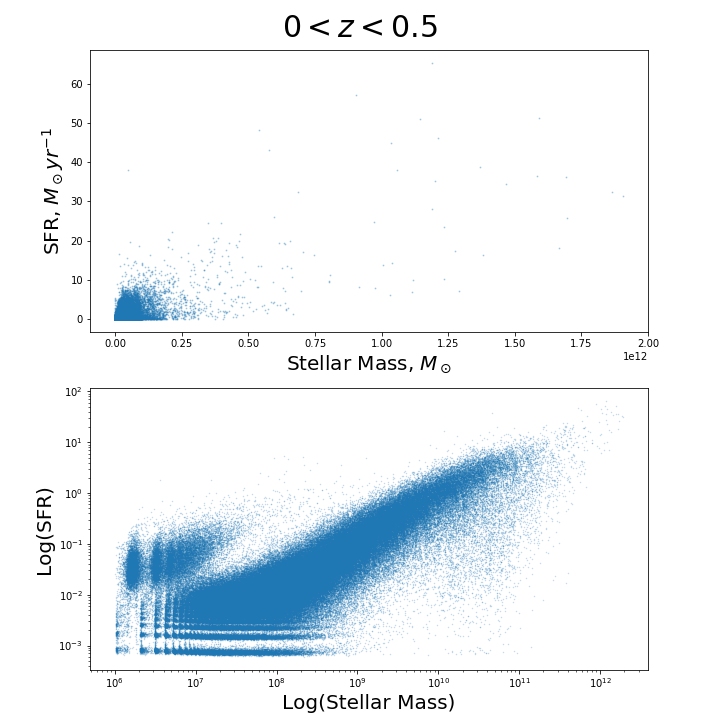 0 < z < 0.5
60
50
40
30
20
10
0
SFR, M⊙yr⁻¹
0.00 0.25 0.50 0.75 1.00 1.25 1.50 1.75 2.00
1e12
Stellar Mass, M⊙
10²
10¹
10⁰
10⁻¹
10⁻²
10⁻³
Log(SFR)
10⁶ 10⁷ 10⁸ 10⁹ 10¹⁰ 10¹¹ 10¹²
Log(Stellar Mass)